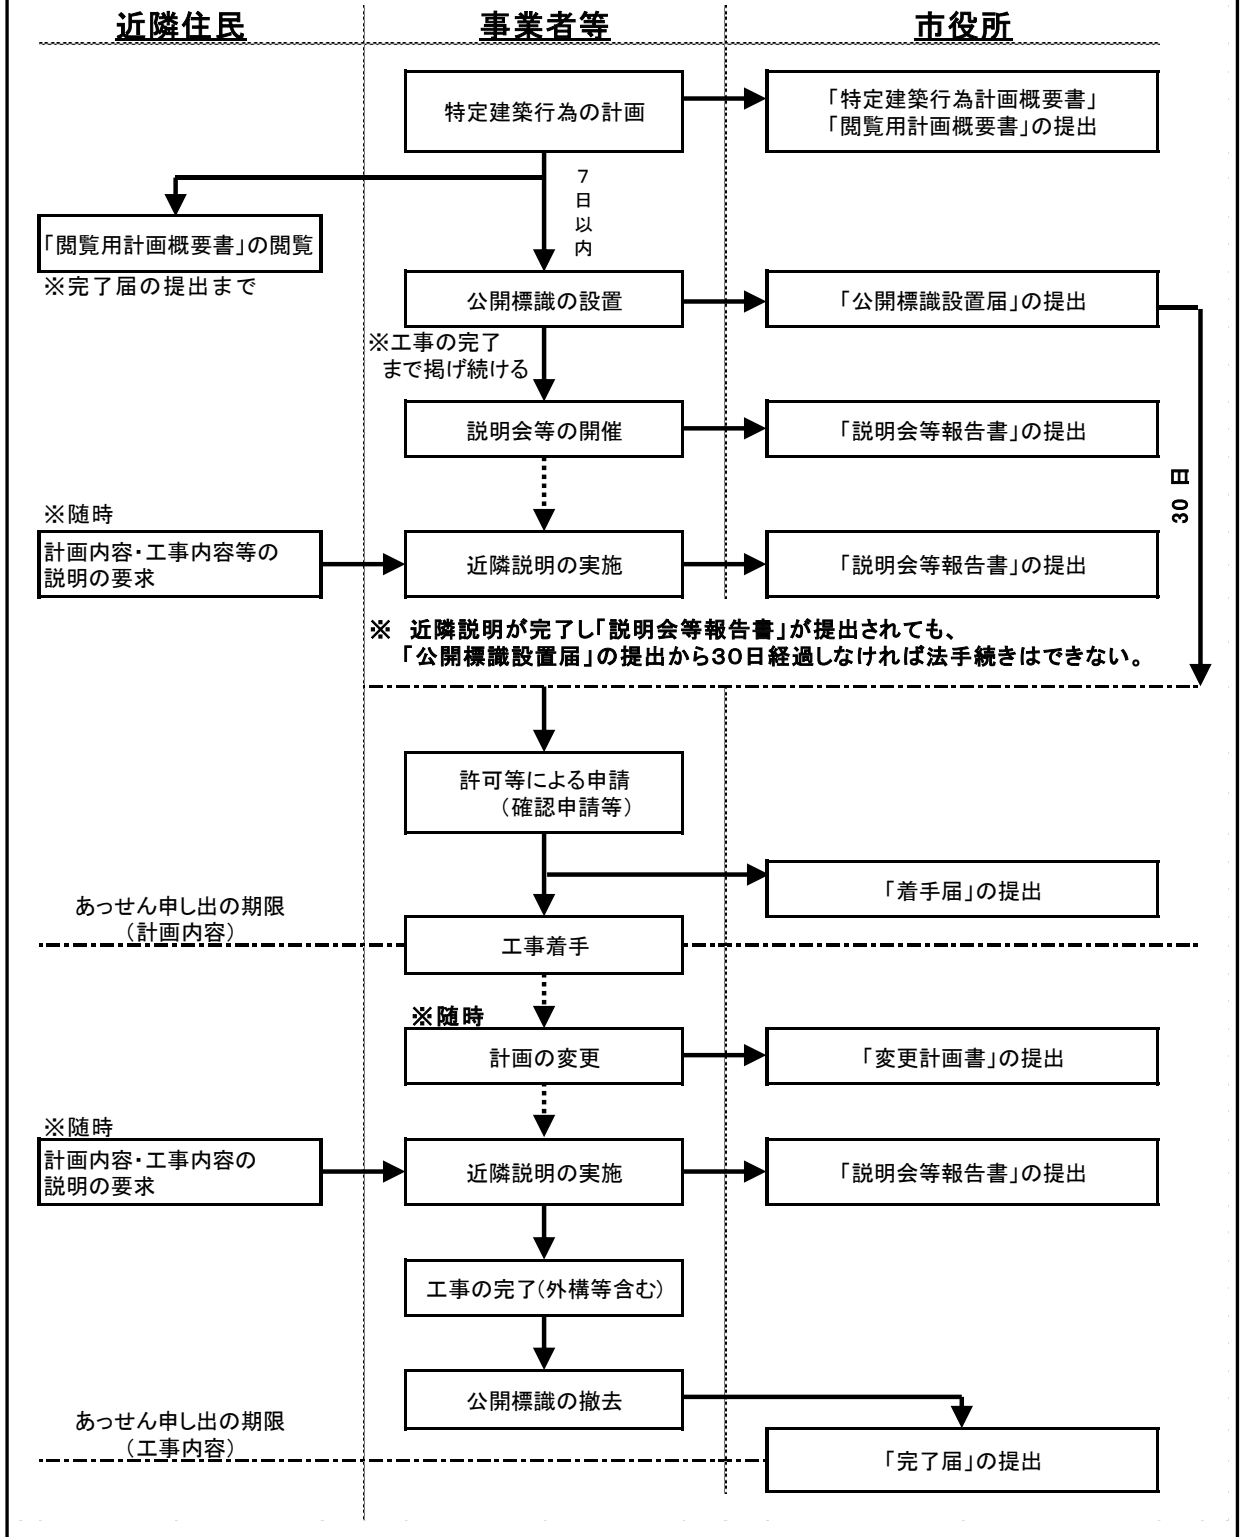 近隣住民
事業者等
市役所
特定建築行為の計画
「特定建築行為計画概要書」
「閲覧用計画概要書」の提出
7日以内
「閲覧用計画概要書」の閲覧
※完了届の提出まで
公開標識の設置
「公開標識設置届」の提出
※工事の完了
まで掲げ続ける
説明会等の開催
「説明会等報告書」の提出
30日
※随時
計画内容・工事内容等の
説明の要求
近隣説明の実施
「説明会等報告書」の提出
※ 近隣説明が完了し「説明会等報告書」が提出されても、
「公開標識設置届」の提出から30日経過しなければ法手続きはできない。
許可等による申請
（確認申請等）
「着手届」の提出
あっせん申し出の期限
（計画内容）
工事着手
※随時
計画の変更
「変更計画書」の提出
※随時
計画内容・工事内容の
説明の要求
近隣説明の実施
「説明会等報告書」の提出
工事の完了(外構等含む)
公開標識の撤去
あっせん申し出の期限
（工事内容）
「完了届」の提出